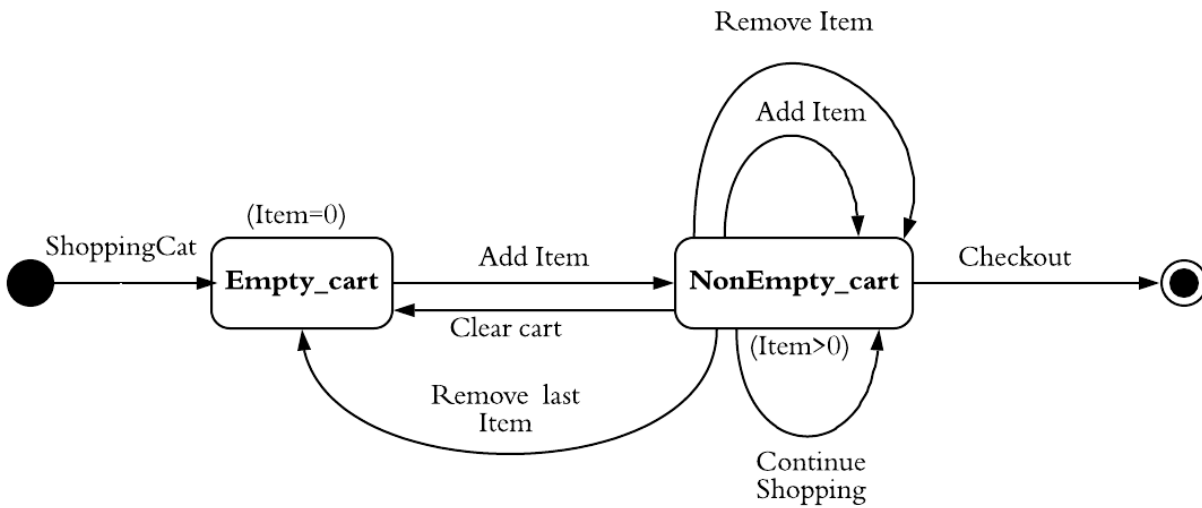 Remove Item
Add Item
(Item=0)
ShoppingCat
Empty_cart
Add Item
NonEmpty_cart
Checkout
Clear cart
(Item>0)
Remove last
Item
Continue
Shopping